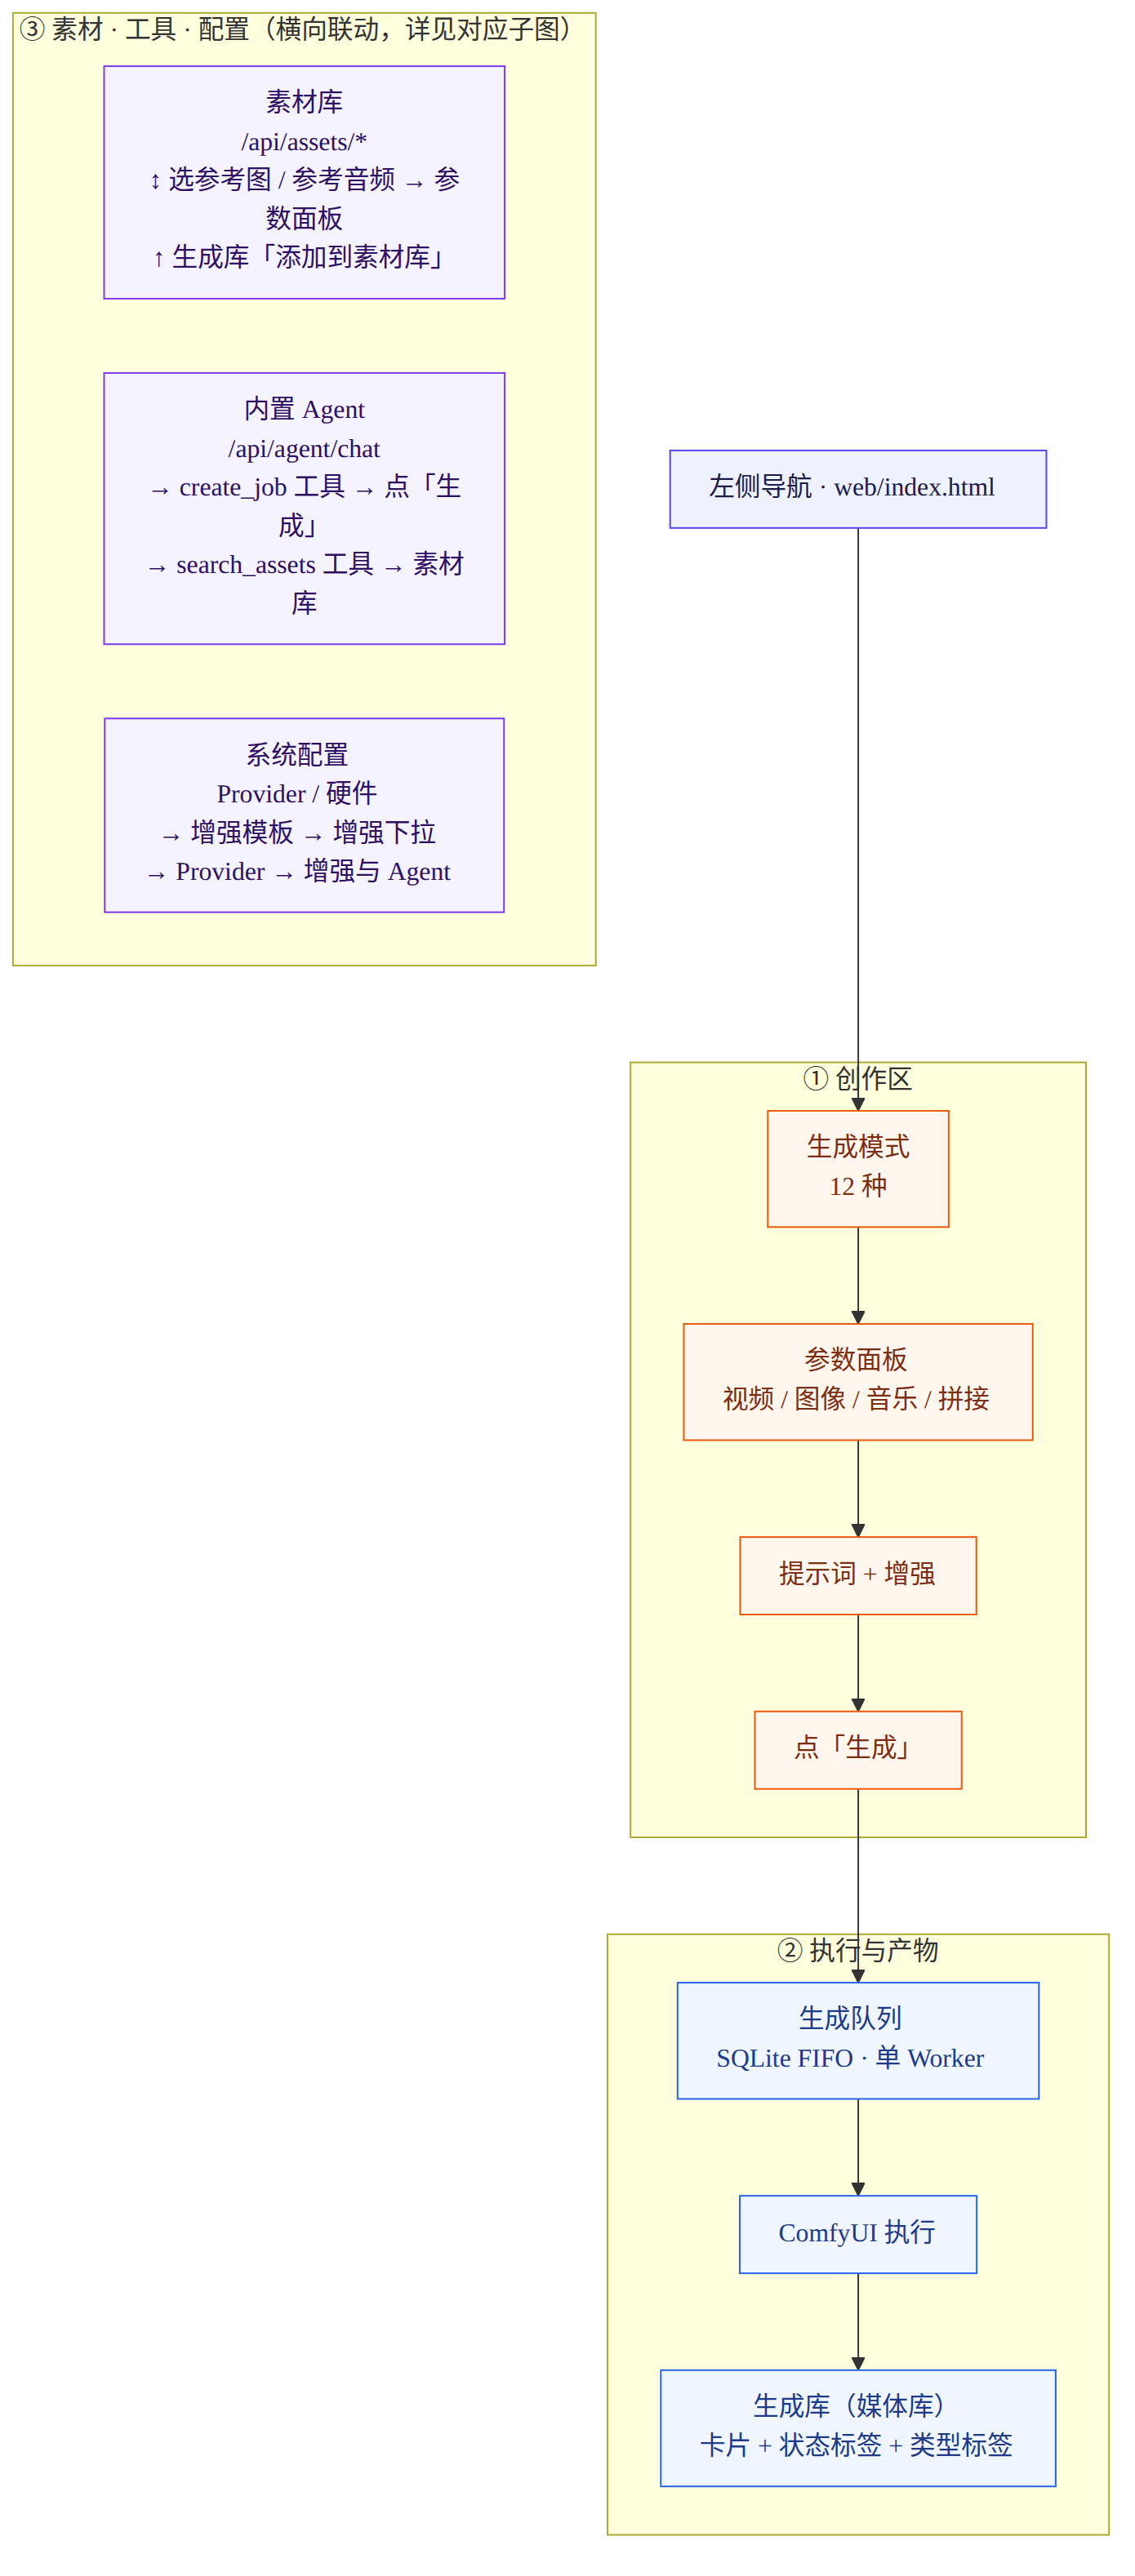 ③ 素材 · 工具 · 配置（横向联动，详见对应子图）
素材库
/api/assets/*
↕ 选参考图 / 参考音频 → 参
数面板
↑ 生成库「添加到素材库」
内置 Agent
/api/agent/chat
→ create_job 工具 → 点「生
成」
→ search_assets 工具 → 素材
库
系统配置
Provider / 硬件
→ 增强模板 → 增强下拉
→ Provider → 增强与 Agent
左侧导航 · web/index.html
① 创作区
生成模式
12 种
参数面板
视频 / 图像 / 音乐 / 拼接
提示词 + 增强
点「生成」
② 执行与产物
生成队列
SQLite FIFO · 单 Worker
ComfyUI 执行
生成库（媒体库）
卡片 + 状态标签 + 类型标签